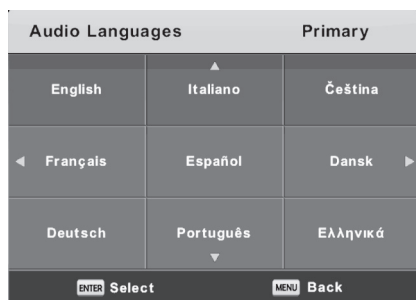 Audio Languages Primary
English Italiano Čeština
Français Español Dansk
Deutsch Português Ελληνικά
ENTER Select MENU Back